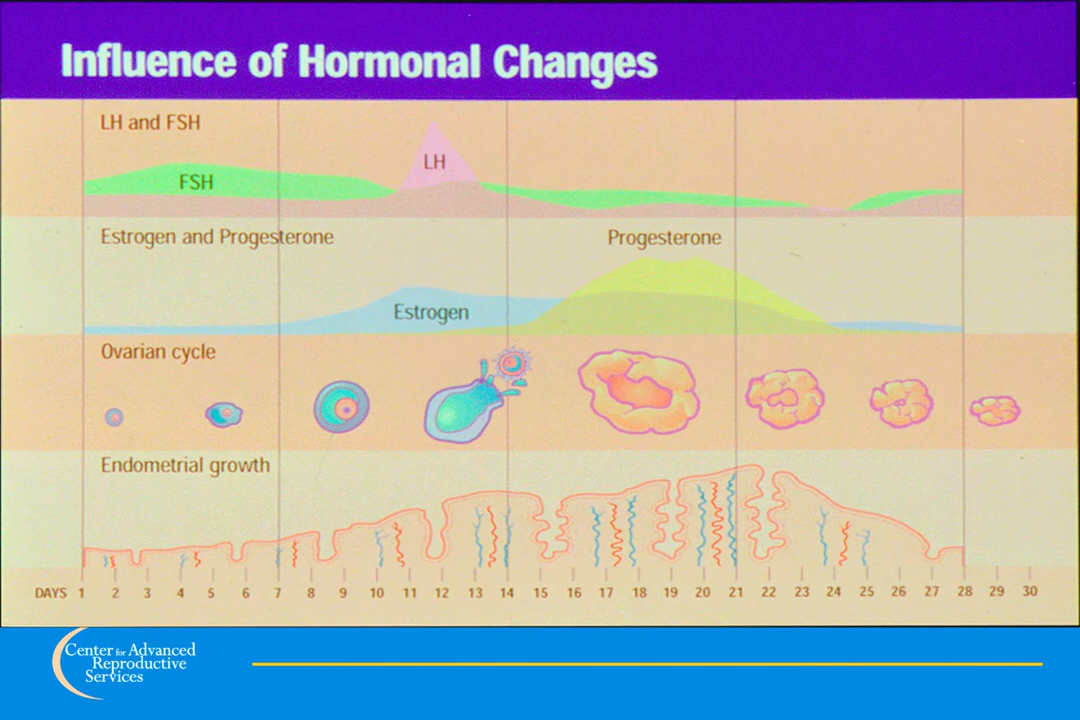 Influence of Hormonal Changes
LH and FSH
LH
FSH
Estrogen and Progesterone
Progesterone
Estrogen
Ovarian cycle
Endometrial growth
DAYS 1 2 3 4 5 6 7 8 9 10 11 12 13 14 15 16 17 18 19 20 21 22 23 24 25 26 27 28 29 30
Center for Advanced
Reproductive
Services